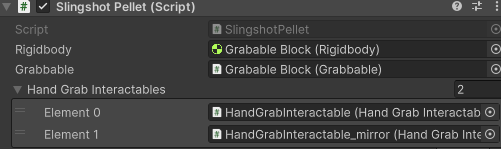 # Slingshot Pellet (Script)
Script # SlingshotPellet
Rigidbody Grabable Block (Rigidbody)
Grabbable # Grabable Block (Grabbable)
Hand Grab Interactables 2
Element 0 # HandGrabInteractable (Hand Grab Interactab
Element 1 # HandGrabInteractable_mirror (Hand Grab Inte